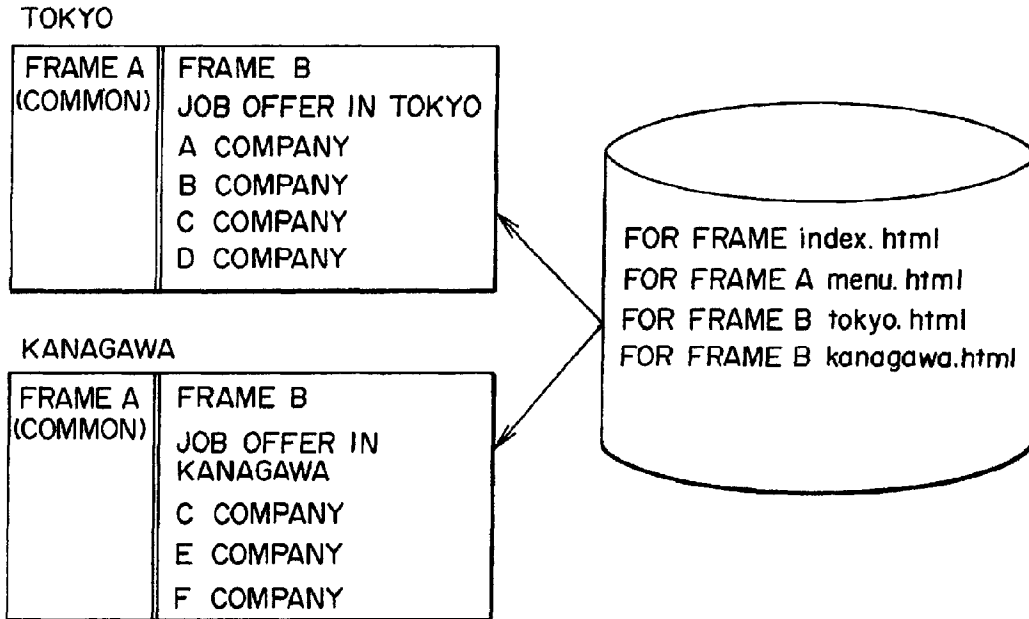 TOKYO
FRAME A
(COMMON)
FRAME B
JOB OFFER IN TOKYO
A COMPANY
B COMPANY
C COMPANY
D COMPANY
KANAGAWA
FRAME A
(COMMON)
FRAME B
JOB OFFER IN
KANAGAWA
C COMPANY
E COMPANY
F COMPANY
FOR FRAME index. html
FOR FRAME A menu. html
FOR FRAME B tokyo. html
FOR FRAME B kanagawa.html